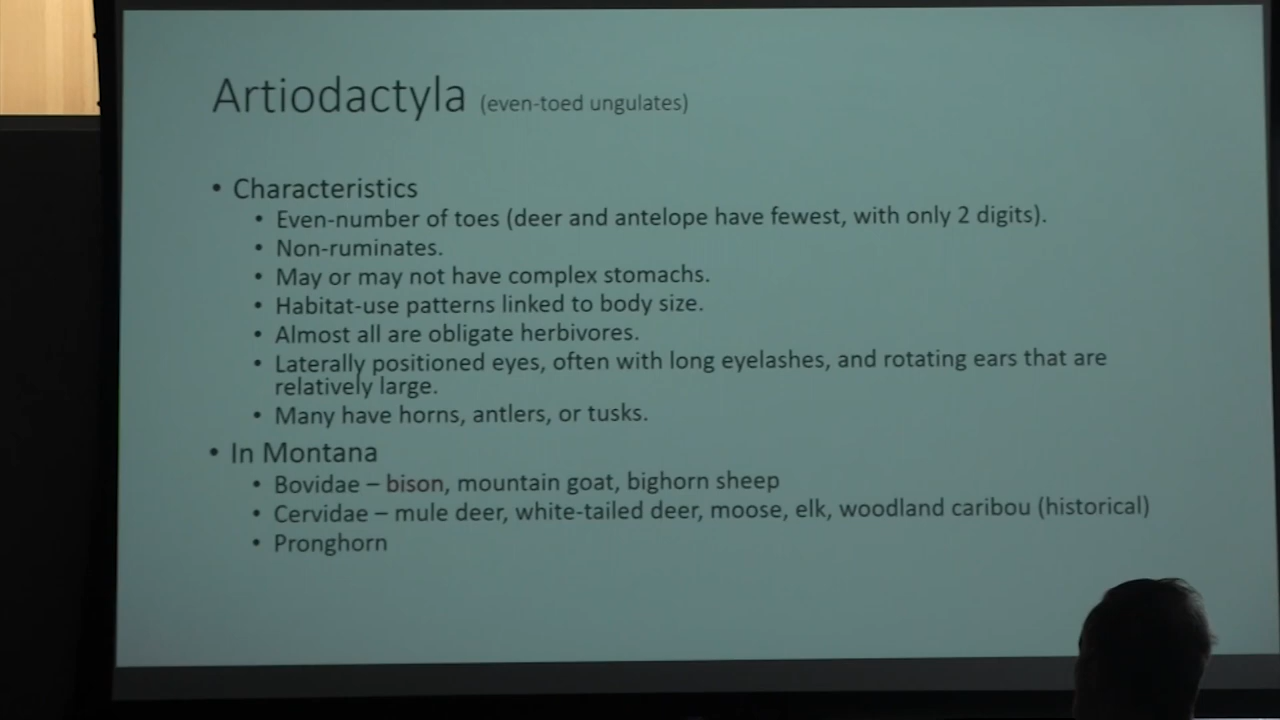 Artiodactyla (even-toed ungulates)
• Characteristics
• Even-number of toes (deer and antelope have fewest, with only 2 digits).
• Non-ruminates.
• May or may not have complex stomachs.
• Habitat-use patterns linked to body size.
• Almost all are obligate herbivores.
• Laterally positioned eyes, often with long eyelashes, and rotating ears that are
relatively large.
• Many have horns, antlers, or tusks.
• In Montana
• Bovidae – bison, mountain goat, bighorn sheep
• Cervidae – mule deer, white-tailed deer, moose, elk, woodland caribou (historical)
• Pronghorn